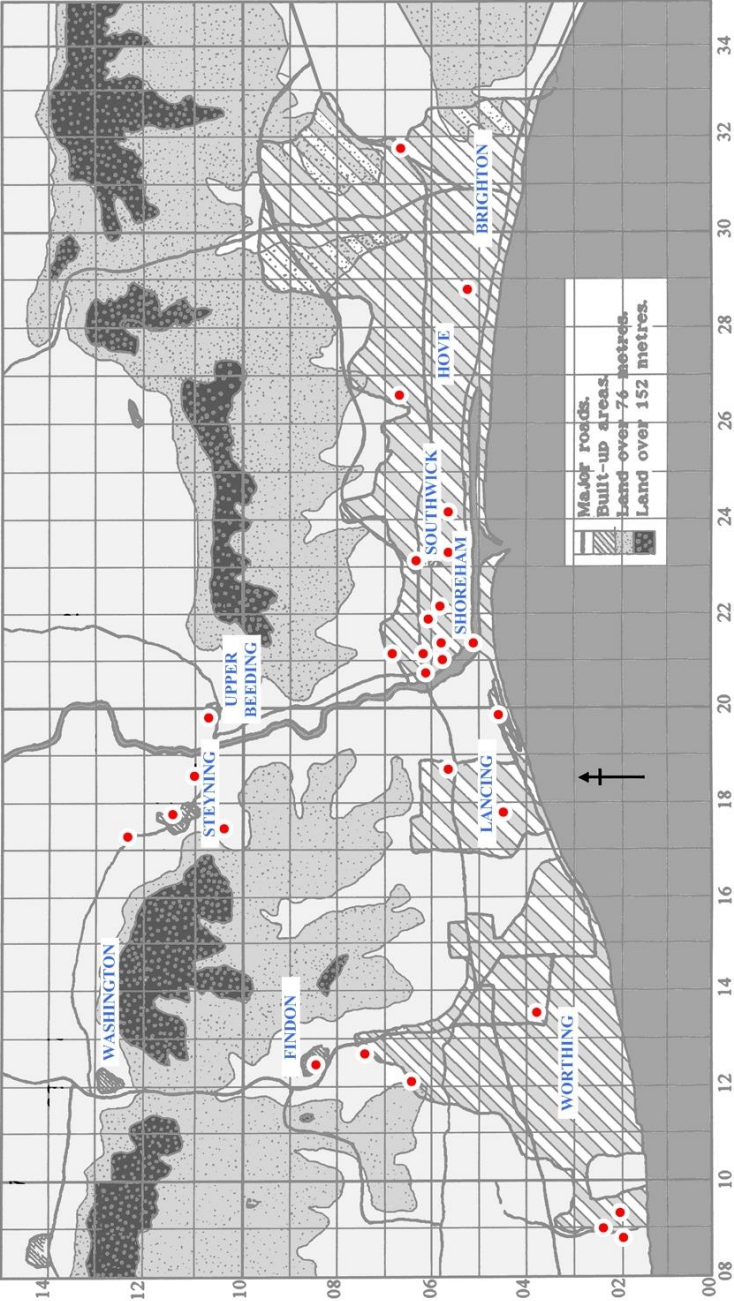 WASHINGTON
STEYNING
UPPER
BEEDING
FINDON
WORTHING
LANCING
SHOREHAM
SOUTHWICK
HOVE
BRIGHTON
Major roads.
Built-up areas.
Land over 76 metres.
Land over 152 metres.
14
12
10
08
06
04
02
00
08
10
12
14
16
18
20
22
24
26
28
30
32
34